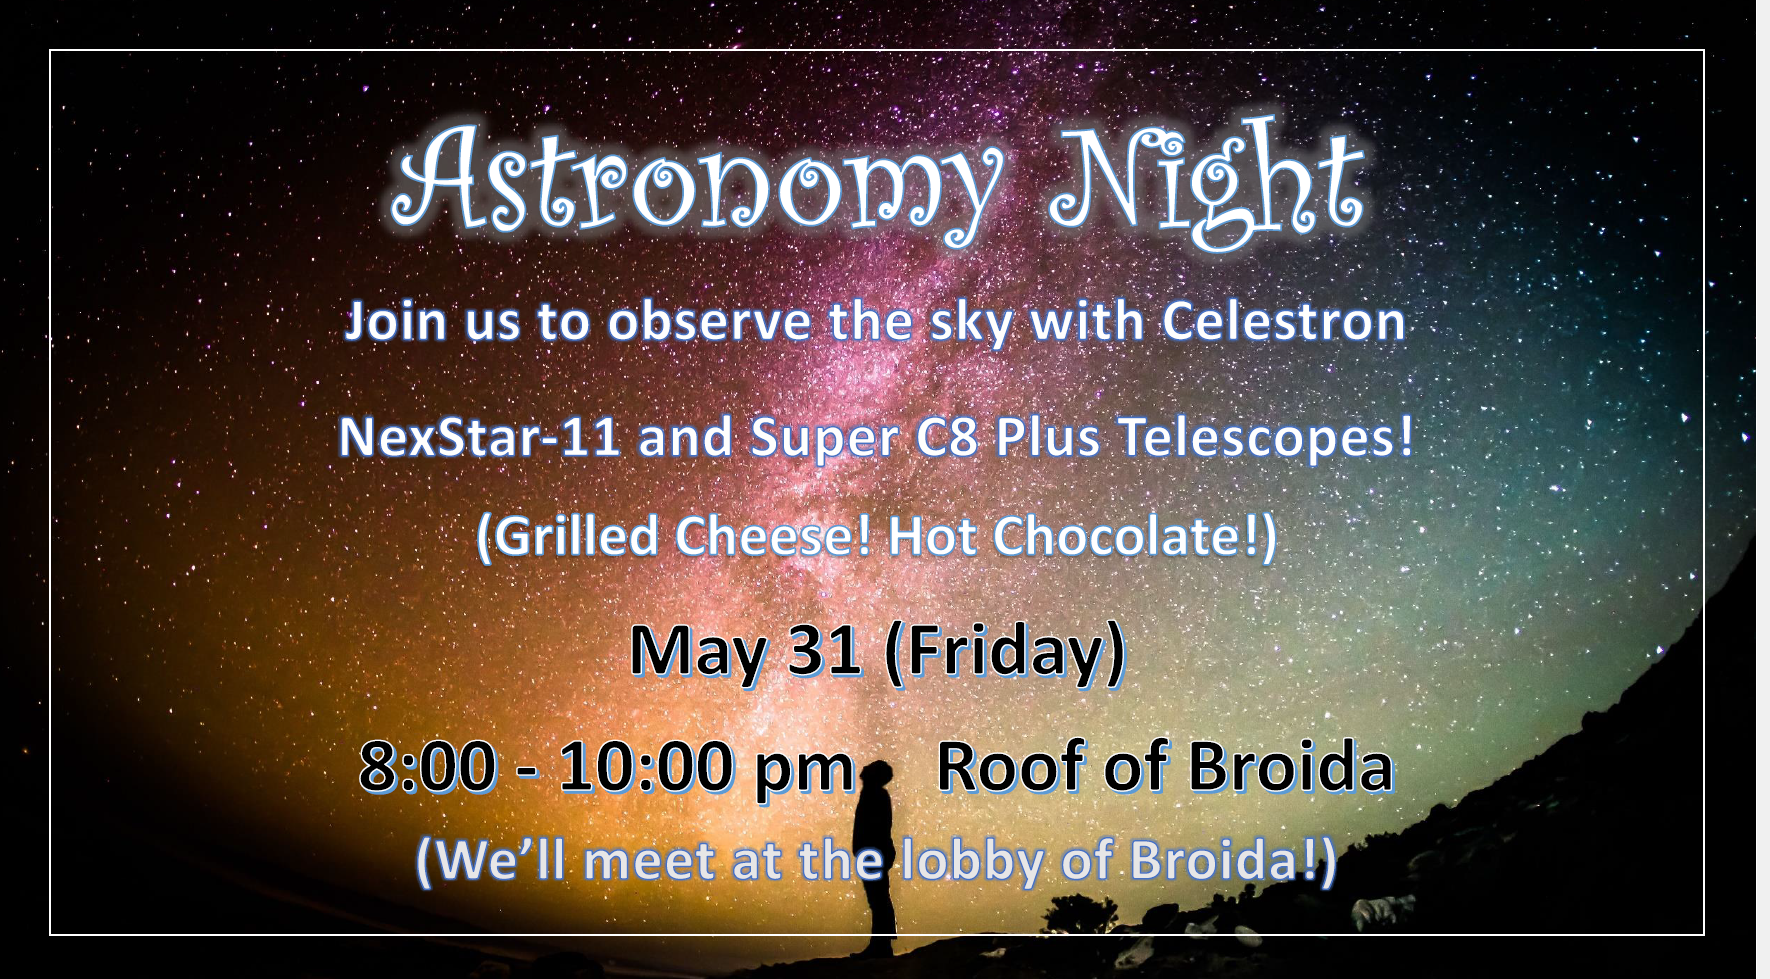 Astronomy Night
Join us to observe the sky with Celestron
NexStar-11 and Super C8 Plus Telescopes!
(Grilled Cheese! Hot Chocolate!)
May 31 (Friday)
8:00 - 10:00 pm Roof of Broida
(We’ll meet at the lobby of Broida!)